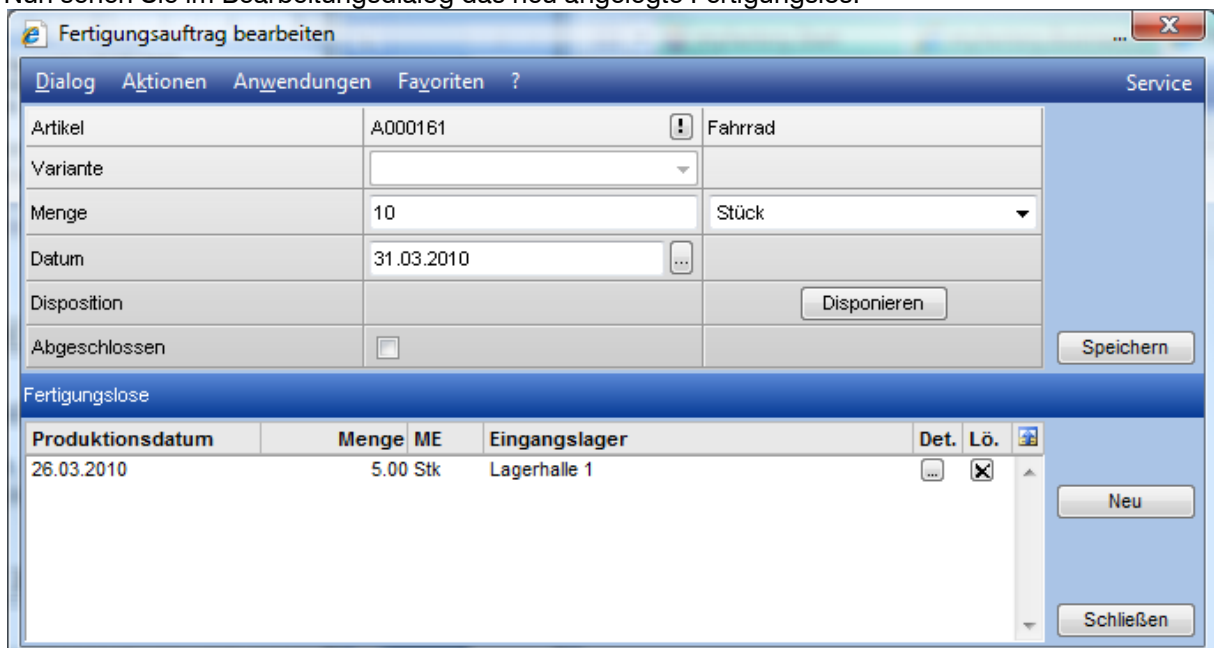 Nun sehen Sie im Bearbeitungsdialog das neu angelegte Fertigungslos.
Fertigungsauftrag bearbeiten ... X
Dialog Aktionen Anwendungen Favoriten ? Service
Artikel A000161 ! Fahrrad
Variante
Menge 10 Stück
Datum 31.03.2010 ...
Disposition Disponieren
Abgeschlossen Speichern
Fertigungslose
Produktionsdatum Menge ME Eingangslager Det. Lö.
26.03.2010 5.00 Stk Lagerhalle 1 ...
Neu
Schließen